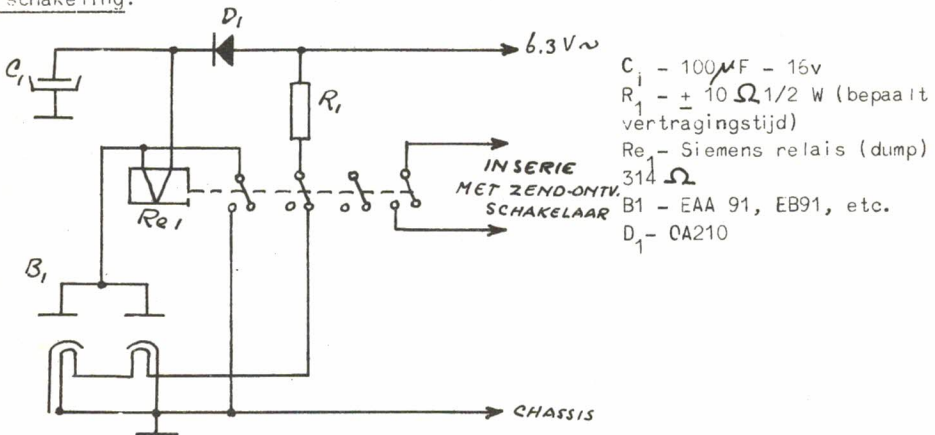 schakeling.
D1
6.3 V~
C1
R1
IN SERIE
MET ZEND-ONTV.
SCHAKELAAR
Re1
B1
CHASSIS
C1 - 100µF - 16v
R1 - ± 10 Ω 1/2 W (bepaalt
vertragingstijd)
Re1 - Siemens relais (dump)
314 Ω
B1 - EAA 91, EB91, etc.
D1 - OA210